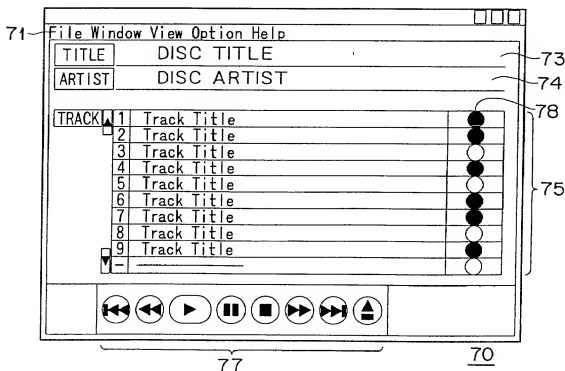 71 File Window View Option Help
TITLE DISC TITLE 73
ARTIST DISC ARTIST 74
78
TRACK 1 Track Title
2 Track Title
3 Track Title
4 Track Title
5 Track Title
6 Track Title
7 Track Title
8 Track Title
9 Track Title
75
77
70